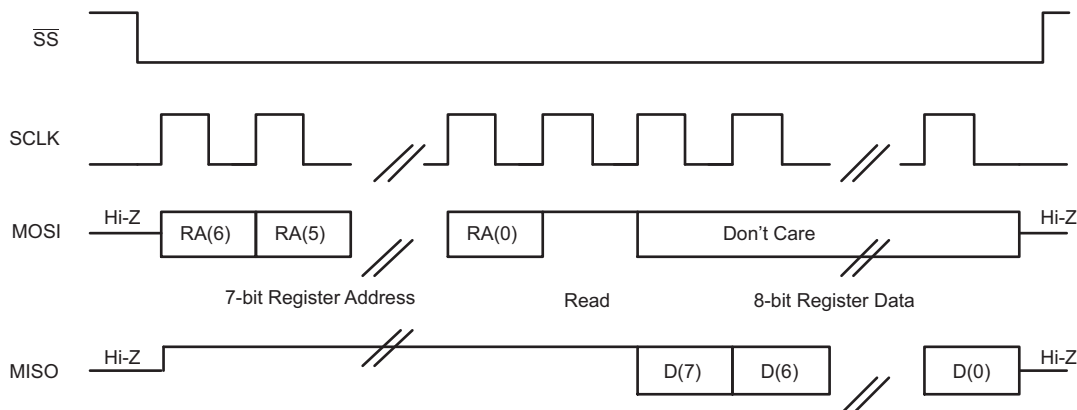 SS
SCLK
Hi-Z Hi-Z
MOSI RA(6) RA(5) RA(0) Don't Care
7-bit Register Address Read 8-bit Register Data
Hi-Z Hi-Z
MISO D(7) D(6) D(0)